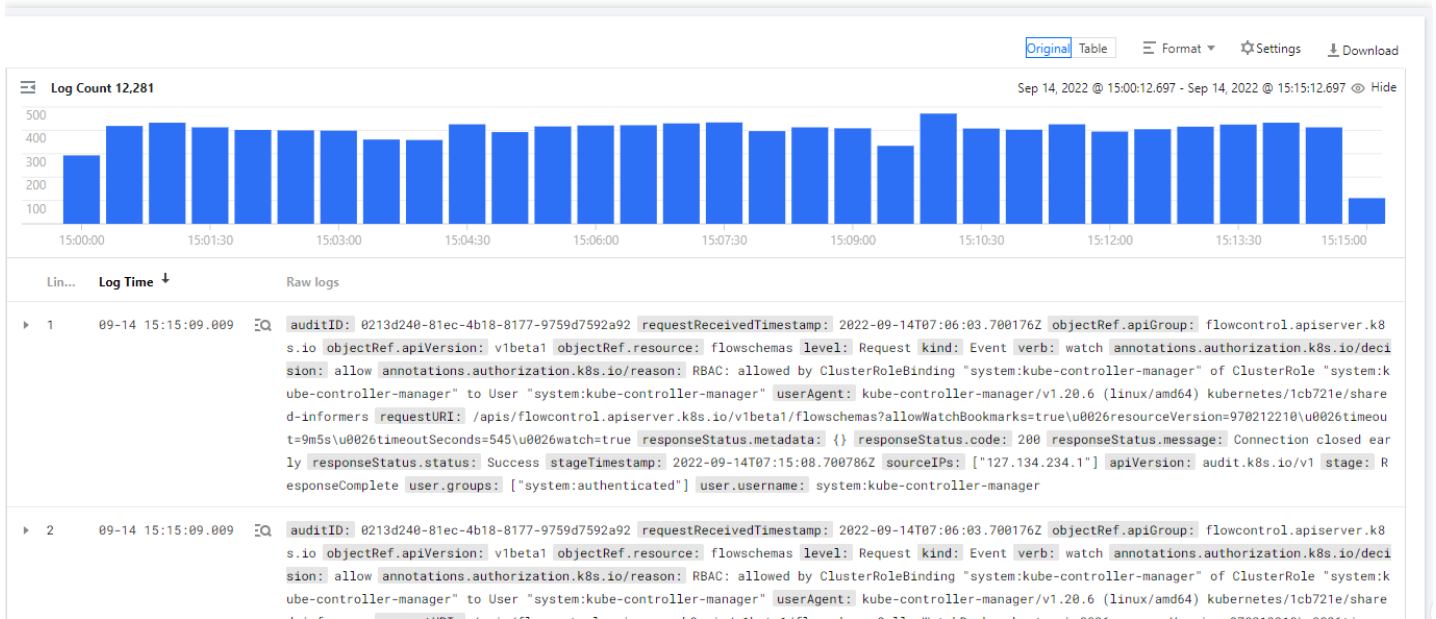 Original Table Format Settings Download
Log Count 12,281 Sep 14, 2022 @ 15:00:12.697 - Sep 14, 2022 @ 15:15:12.697 Hide
500
400
300
200
100
15:00:00 15:01:30 15:03:00 15:04:30 15:06:00 15:07:30 15:09:00 15:10:30 15:12:00 15:13:30 15:15:00
Lin... Log Time Raw logs
1 09-14 15:15:09.009 auditID: 0213d240-81ec-4b18-8177-9759d7592a92 requestReceivedTimestamp: 2022-09-14T07:06:03.700176Z objectRef.apiGroup: flowcontrol.apiserver.k8
s.io objectRef.apiVersion: v1beta1 objectRef.resource: flowschemas level: Request kind: Event verb: watch annotations.authorization.k8s.io/deci
sion: allow annotations.authorization.k8s.io/reason: RBAC: allowed by ClusterRoleBinding "system:kube-controller-manager" of ClusterRole "system:k
ube-controller-manager" to User "system:kube-controller-manager" userAgent: kube-controller-manager/v1.20.6 (linux/amd64) kubernetes/1cb721e/share
d-informers requestURI: /apis/flowcontrol.apiserver.k8s.io/v1beta1/flowschemas?allowWatchBookmarks=true\u0026resourceVersion=970212210\u0026timeou
t=9m5s\u0026timeoutSeconds=545\u0026watch=true responseStatus.metadata: {} responseStatus.code: 200 responseStatus.message: Connection closed ear
ly responseStatus.status: Success stageTimestamp: 2022-09-14T07:15:08.700786Z sourceIPs: ["127.134.234.1"] apiVersion: audit.k8s.io/v1 stage: R
esponseComplete user.groups: ["system:authenticated"] user.username: system:kube-controller-manager
2 09-14 15:15:09.009 auditID: 0213d240-81ec-4b18-8177-9759d7592a92 requestReceivedTimestamp: 2022-09-14T07:06:03.700176Z objectRef.apiGroup: flowcontrol.apiserver.k8
s.io objectRef.apiVersion: v1beta1 objectRef.resource: flowschemas level: Request kind: Event verb: watch annotations.authorization.k8s.io/deci
sion: allow annotations.authorization.k8s.io/reason: RBAC: allowed by ClusterRoleBinding "system:kube-controller-manager" of ClusterRole "system:k
ube-controller-manager" to User "system:kube-controller-manager" userAgent: kube-controller-manager/v1.20.6 (linux/amd64) kubernetes/1cb721e/share